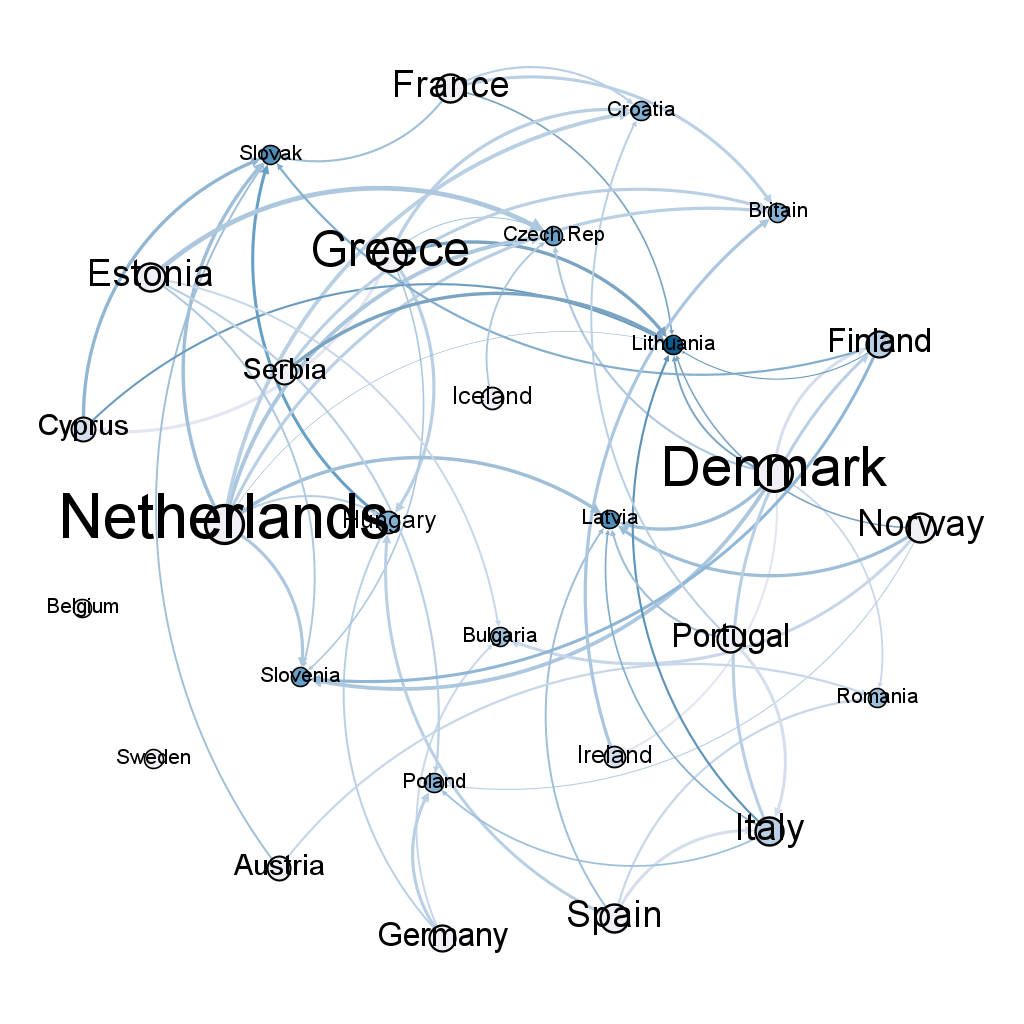 France
Croatia
Slovak
Britain
Czech.Rep
Greece
Estonia
Lithuania
Finland
Serbia
Iceland
Cyprus
Denmark
Netherlands
Hungary
Latvia
Norway
Belgium
Bulgaria
Portugal
Slovenia
Romania
Sweden
Ireland
Poland
Italy
Austria
Spain
Germany